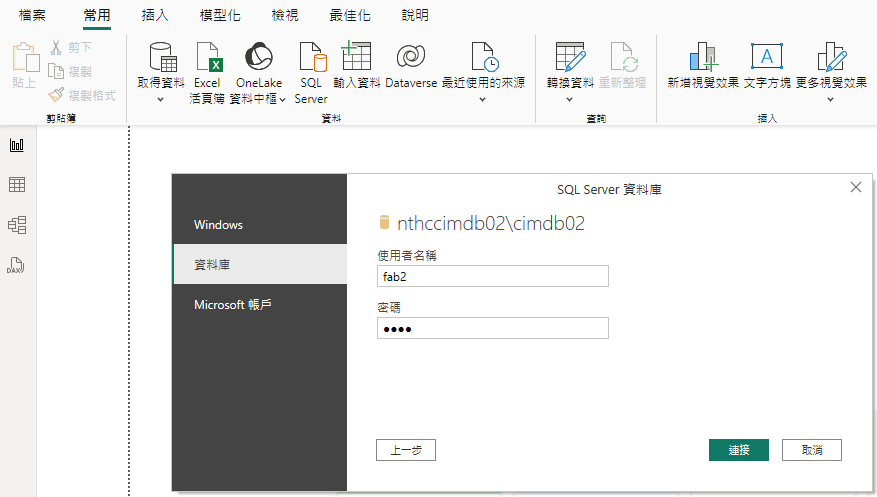 檔案 常用 插入 模型化 檢視 最佳化 說明
貼上
剪下
複製
複製格式
剪貼簿
取得資料
Excel
活頁簿
OneLake
資料中樞
SQL
Server
輸入資料
Dataverse
最近使用的來源
資料
轉換資料
重新整理
查詢
新增視覺效果
文字方塊
更多視覺效果
插入
DAX
SQL Server 資料庫
Windows
資料庫
Microsoft 帳戶
nthccimdb02\cimdb02
使用者名稱
fab2
密碼
●●●●
上一步
連接
取消